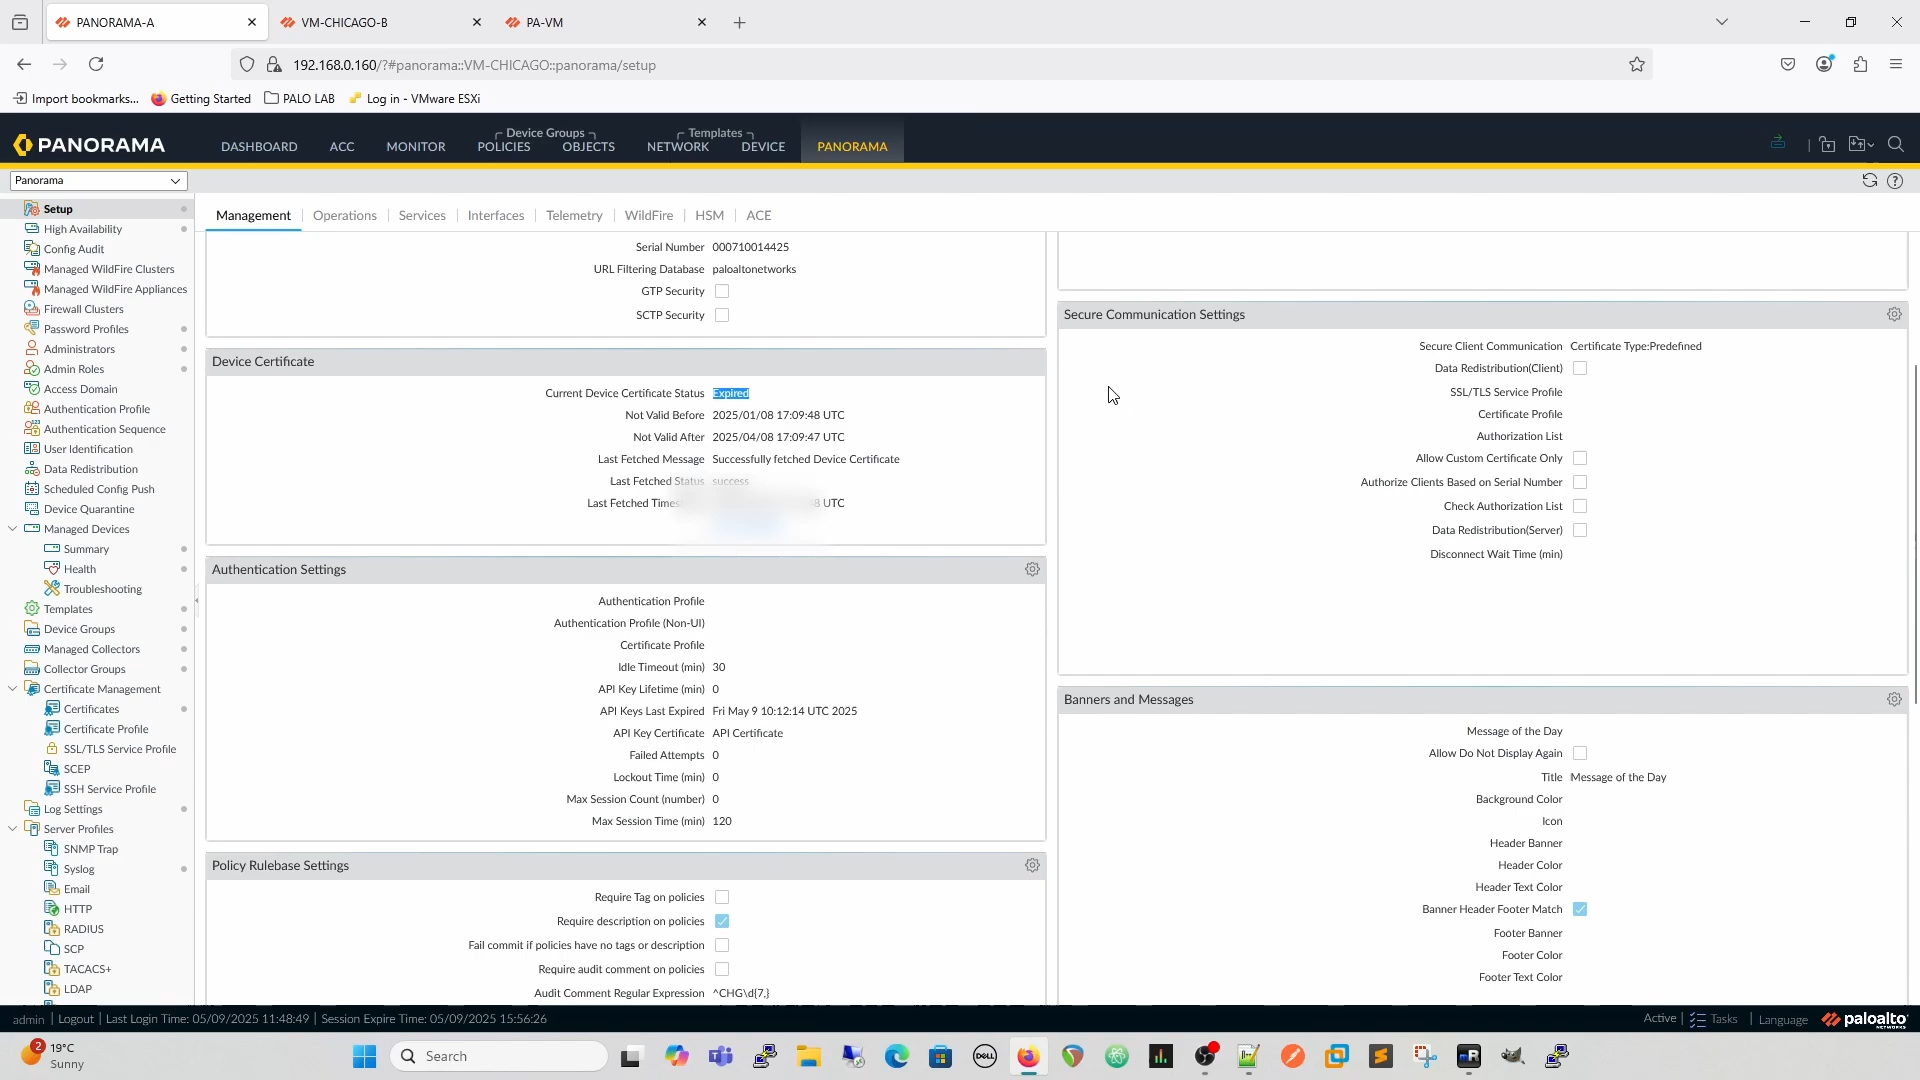 PANORAMA-A
VM-CHICAGO-B
PA-VM
192.168.0.160/?#panorama::VM-CHICAGO::panorama/setup
Import bookmarks...
Getting Started
PALO LAB
Log in - VMware ESXi
PANORAMA
DASHBOARD
ACC
MONITOR
Device Groups
POLICIES
OBJECTS
Templates
NETWORK
DEVICE
PANORAMA
Panorama
Setup
High Availability
Config Audit
Managed WildFire Clusters
Managed WildFire Appliances
Firewall Clusters
Password Profiles
Administrators
Admin Roles
Access Domain
Authentication Profile
Authentication Sequence
User Identification
Data Redistribution
Scheduled Config Push
Device Quarantine
Managed Devices
Summary
Health
Troubleshooting
Templates
Device Groups
Managed Collectors
Collector Groups
Certificate Management
Certificates
Certificate Profile
SSL/TLS Service Profile
SCEP
SSH Service Profile
Log Settings
Server Profiles
SNMP Trap
Syslog
Email
HTTP
RADIUS
SCP
TACACS+
LDAP
Management | Operations | Services | Interfaces | Telemetry | WildFire | HSM | ACE
Serial Number 000710014425
URL Filtering Database paloaltonetworks
GTP Security
SCTP Security
Device Certificate
Current Device Certificate Status Expired
Not Valid Before 2025/01/08 17:09:48 UTC
Not Valid After 2025/04/08 17:09:47 UTC
Last Fetched Message Successfully fetched Device Certificate
Last Fetched Status success
Last Fetched UTC
Authentication Settings
Authentication Profile
Authentication Profile (Non-UI)
Certificate Profile
Idle Timeout (min) 30
API Key Lifetime (min) 0
API Keys Last Expired Fri May 9 10:12:14 UTC 2025
API Key Certificate API Certificate
Failed Attempts 0
Lockout Time (min) 0
Max Session Count (number) 0
Max Session Time (min) 120
Policy Rulebase Settings
Require Tag on policies
Require description on policies
Fail commit if policies have no tags or description
Require audit comment on policies
Audit Comment Regular Expression ^CHG\d{7,}
Secure Communication Settings
Secure Client Communication Certificate Type:Predefined
Data Redistribution(Client)
SSL/TLS Service Profile
Certificate Profile
Authorization List
Allow Custom Certificate Only
Authorize Clients Based on Serial Number
Check Authorization List
Data Redistribution(Server)
Disconnect Wait Time (min)
Banners and Messages
Message of the Day
Allow Do Not Display Again
Title Message of the Day
Background Color
Icon
Header Banner
Header Color
Header Text Color
Banner Header Footer Match
Footer Banner
Footer Color
Footer Text Color
admin | Logout | Last Login Time: 05/09/2025 11:48:49 | Session Expire Time: 05/09/2025 15:56:26
Active | Tasks | Language
paloalto
NETWORKS
2
19°C
Sunny
Search
DELL